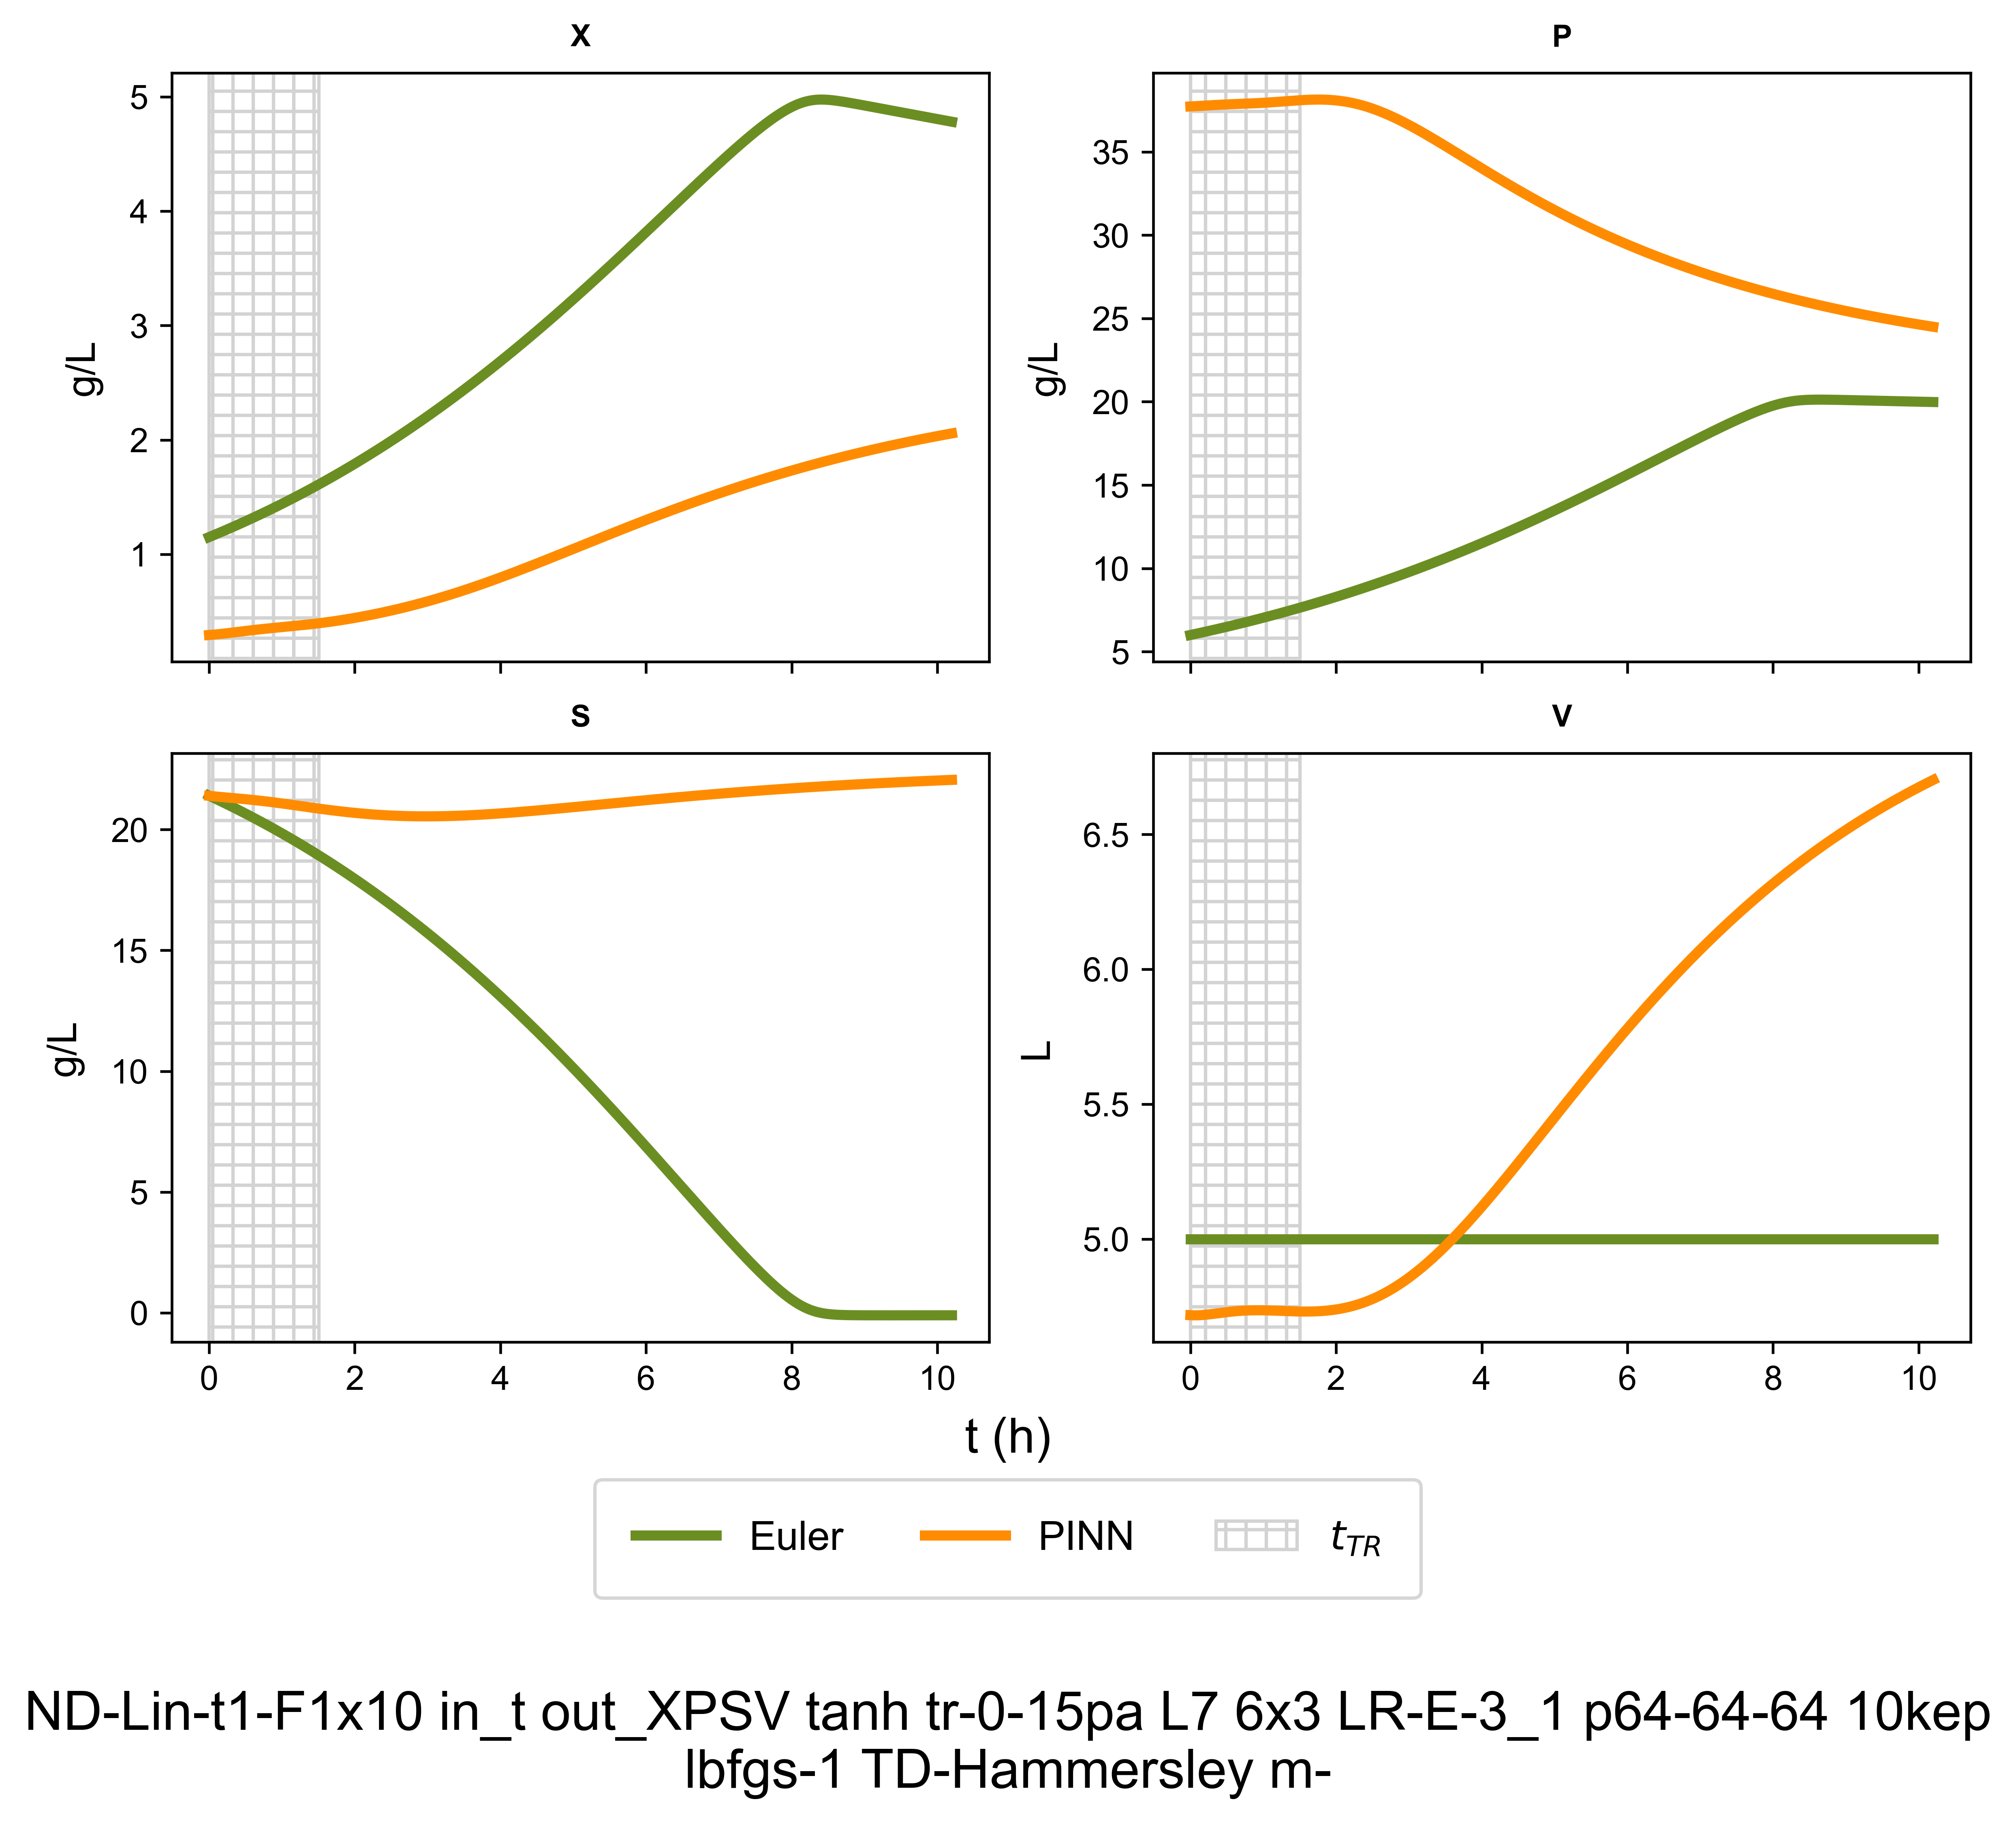 X
5
4
3
2
1
g/L
P
35
30
25
20
15
10
5
g/L
S
20
15
10
5
0
g/L
0 2 4 6 8 10
V
6.5
6.0
5.5
5.0
L
0 2 4 6 8 10
t (h)
Euler PINN t_TR
ND-Lin-t1-F1x10 in_t out_XPSV tanh tr-0-15pa L7 6x3 LR-E-3_1 p64-64-64 10kep
lbfgs-1 TD-Hammersley m-